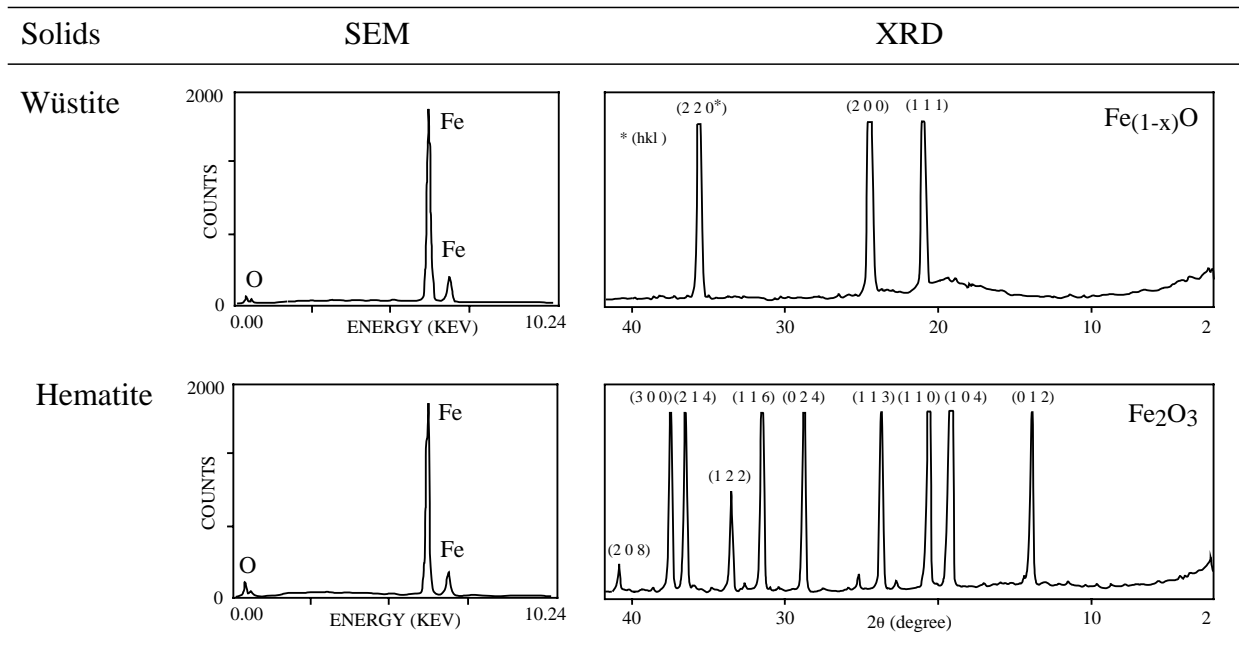 Solids SEM XRD
Wüstite
2000
COUNTS
0
O
Fe
Fe
0.00 ENERGY (KEV) 10.24
(2 2 0*) (2 0 0) (1 1 1)
* (hkl )
Fe(1-x)O
40 30 20 10 2
Hematite
2000
COUNTS
0
O
Fe
Fe
0.00 ENERGY (KEV) 10.24
(3 0 0) (2 1 4) (1 1 6) (0 2 4) (1 1 3) (1 1 0) (1 0 4) (0 1 2)
Fe2O3
(1 2 2)
(2 0 8)
40 30 2θ (degree) 10 2